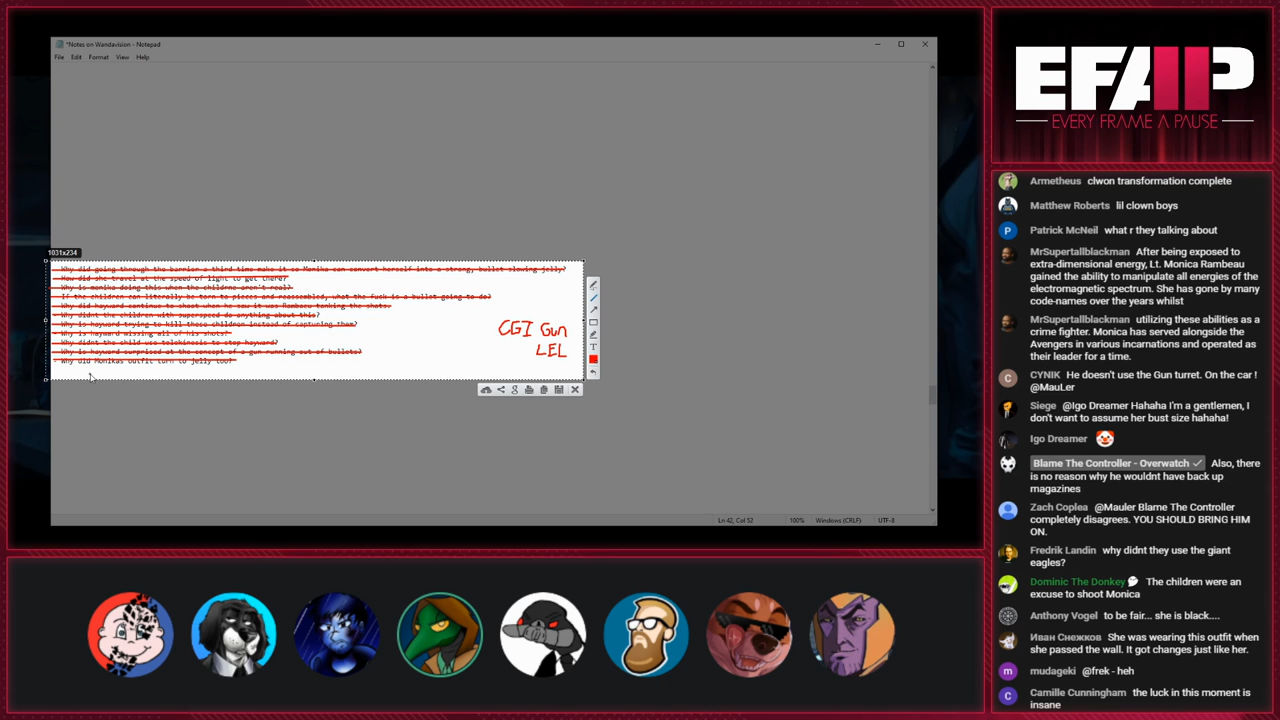 *Notes on Wandavision - Notepad
File Edit Format View Help
1031x234
- Why did going through the barrier a third time make it so Monika can convert herself into a strong, bullet slowing jelly?
- How did she travel at the speed of light to get there?
- Why is monika doing this when the childrne aren't real?
- If the children can literally be torn to pieces and reassembled, what the fuck is a bullet going to do?
- Why did hayward continue to shoot when he saw it was Rambeau tanking the shots
- Why didnt the children with superspeed do anything about this?
- Why is hayward trying to kill these children instead of capturing them?
- Why is hayward missing all of his shots?
- Why didnt the child use telekinesis to stop hayward?
- Why is hayward surprised at the concept of a gun running out of bullets?
- Why did Monikas outfit turn to jelly too?
CGI Gun
LEL
T
Ln 42, Col 52 100% Windows (CRLF) UTF-8
EFAP
EVERY FRAME A PAUSE
Armetheus clwon transformation complete
Matthew Roberts lil clown boys
P Patrick McNeil what r they talking about
MrSupertallblackman After being exposed to
extra-dimensional energy, Lt. Monica Rambeau
gained the ability to manipulate all energies of the
electromagnetic spectrum. She has gone by many
code-names over the years whilst
MrSupertallblackman utilizing these abilities as a
crime fighter. Monica has served alongside the
Avengers in various incarnations and operated as
their leader for a time.
C CYNIK He doesn't use the Gun turret. On the car !
@MauLer
Siege @Igo Dreamer Hahaha I'm a gentlemen, I
don't want to assume her bust size hahaha!
Igo Dreamer
Blame The Controller - Overwatch Also, there
is no reason why he wouldnt have back up
magazines
Zach Coplea @Mauler Blame The Controller
completely disagrees. YOU SHOULD BRING HIM
ON.
Fredrik Landin why didnt they use the giant
eagles?
Dominic The Donkey The children were an
excuse to shoot Monica
Anthony Vogel to be fair... she is black....
Иван Снежков She was wearing this outfit when
she passed the wall. It got changes just like her.
m mudageki @frek - heh
C Camille Cunningham the luck in this moment is
insane